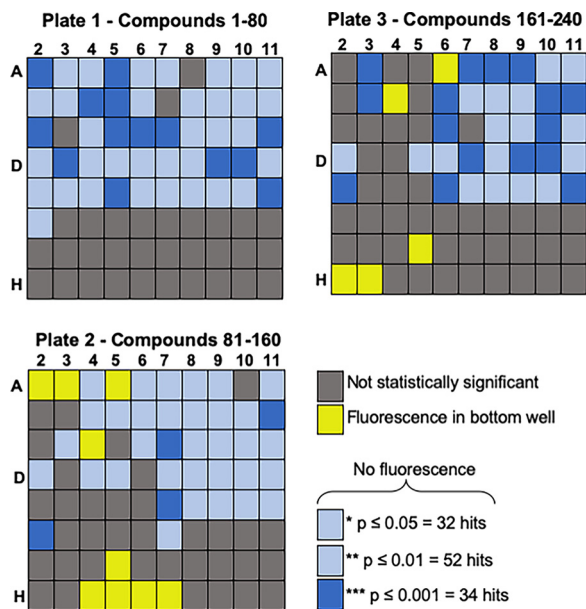 Plate 1 - Compounds 1-80
2 3 4 5 6 7 8 9 10 11
A
D
H
Plate 3 - Compounds 161-240
2 3 4 5 6 7 8 9 10 11
A
D
H
Plate 2 - Compounds 81-160
2 3 4 5 6 7 8 9 10 11
A
D
H
Not statistically significant
Fluorescence in bottom well
No fluorescence
* p ≤ 0.05 = 32 hits
** p ≤ 0.01 = 52 hits
*** p ≤ 0.001 = 34 hits